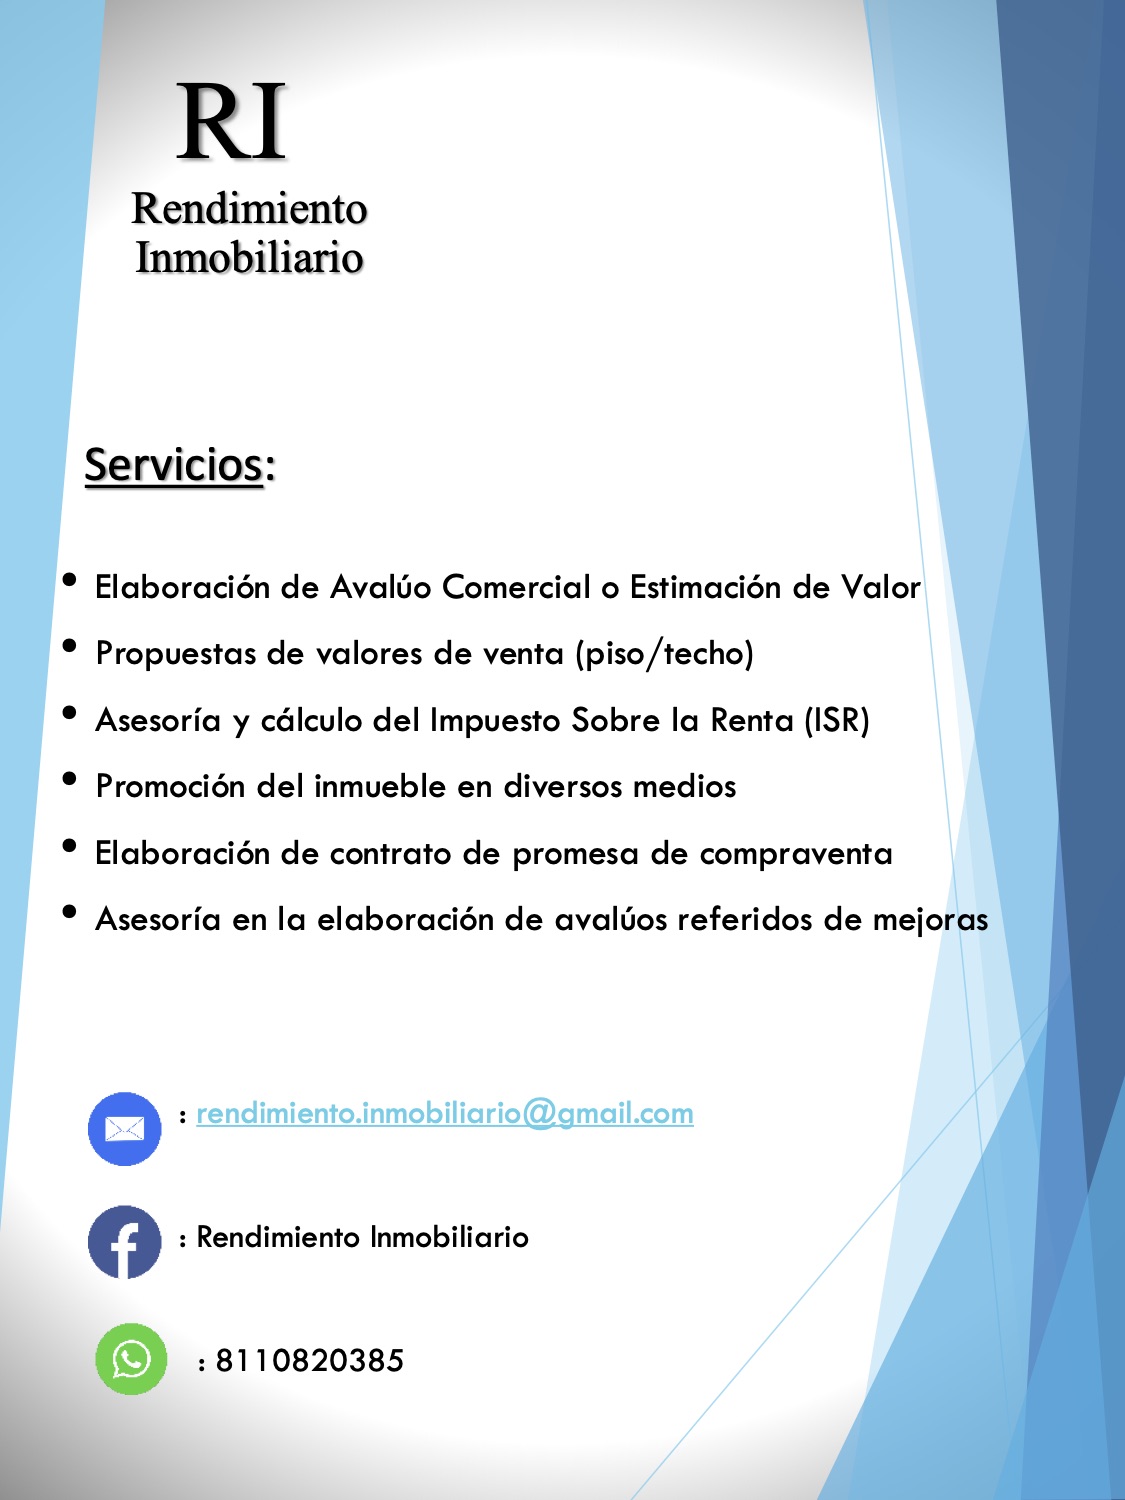 RI
Rendimiento
Inmobiliario
Servicios:
• Elaboración de Avalúo Comercial o Estimación de Valor
• Propuestas de valores de venta (piso/techo)
• Asesoría y cálculo del Impuesto Sobre la Renta (ISR)
• Promoción del inmueble en diversos medios
• Elaboración de contrato de promesa de compraventa
• Asesoría en la elaboración de avalúos referidos de mejoras
: rendimiento.inmobiliario@gmail.com
: Rendimiento Inmobiliario
: 8110820385